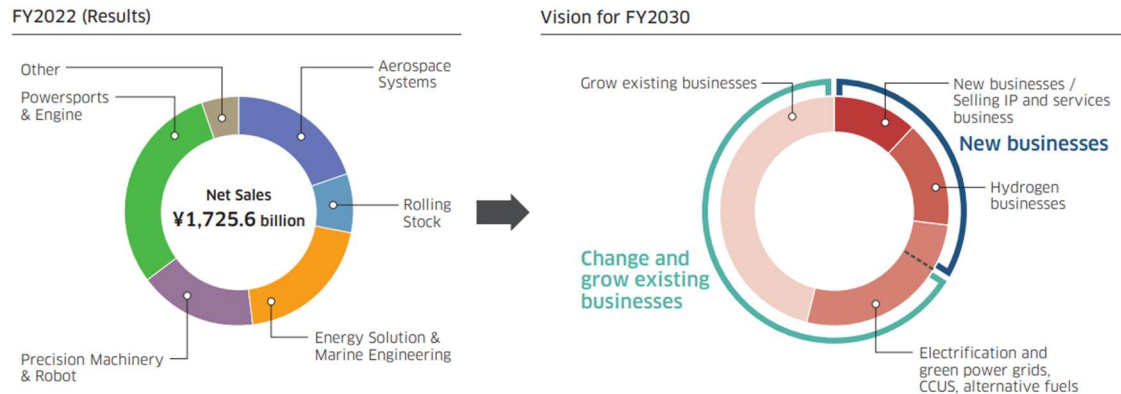 FY2022 (Results)
Other
Powersports
& Engine
Aerospace
Systems
Net Sales
¥1,725.6 billion
Rolling
Stock
Precision Machinery
& Robot
Energy Solution &
Marine Engineering
Vision for FY2030
Grow existing businesses
New businesses /
Selling IP and services
business
New businesses
Hydrogen
businesses
Change and
grow existing
businesses
Electrification and
green power grids,
CCUS, alternative fuels